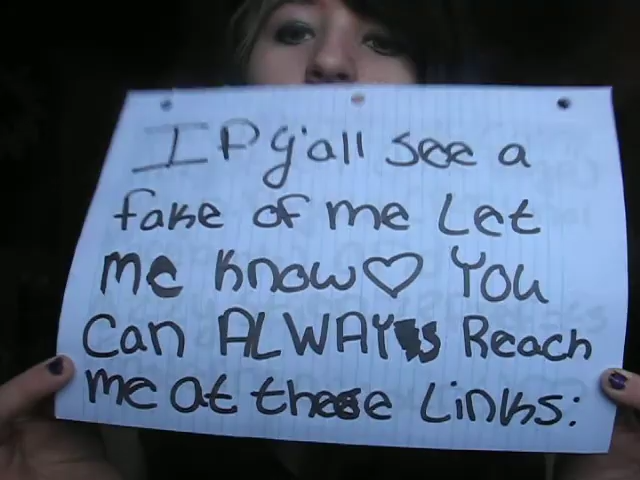 IF y'all see a
fake of me Let
me know♡ You
Can ALWAYS Reach
me at these Links: